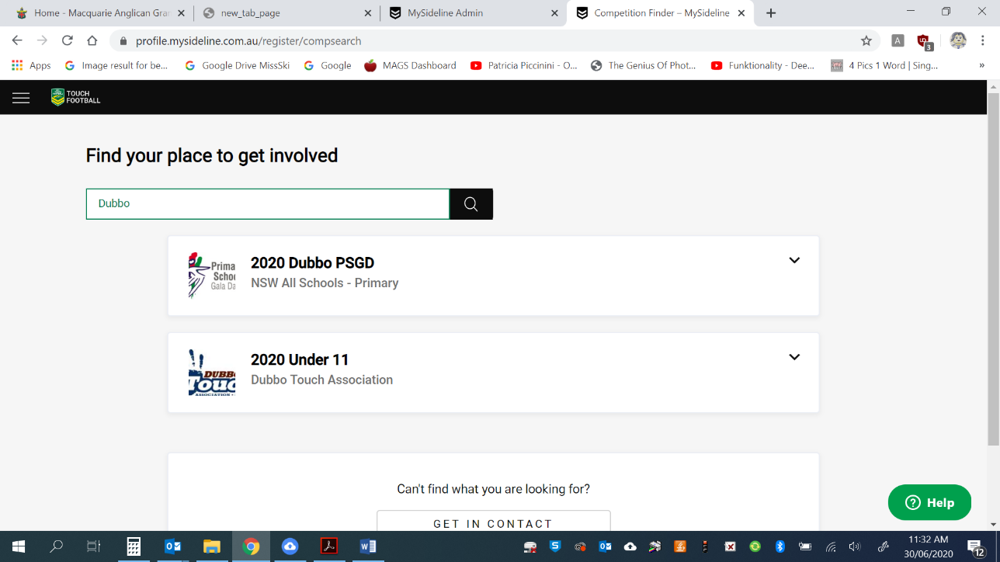 Home - Macquarie Anglican Gran
new_tab_page
MySideline Admin
Competition Finder – MySideline
profile.mysideline.com.au/register/compsearch
A
3
Apps
Image result for be...
Google Drive MissSki
Google
MAGS Dashboard
Patricia Piccinini - O...
The Genius Of Phot...
Funktionality - Dee...
4 Pics 1 Word | Sing...
»
TOUCH
FOOTBALL
Find your place to get involved
Dubbo
Prima
Schoo
Gala Da
2020 Dubbo PSGD
NSW All Schools - Primary
DUBBO
Touc
ASSOCIATION
2020 Under 11
Dubbo Touch Association
Can't find what you are looking for?
GET IN CONTACT
Help
11:32 AM
30/06/2020
12